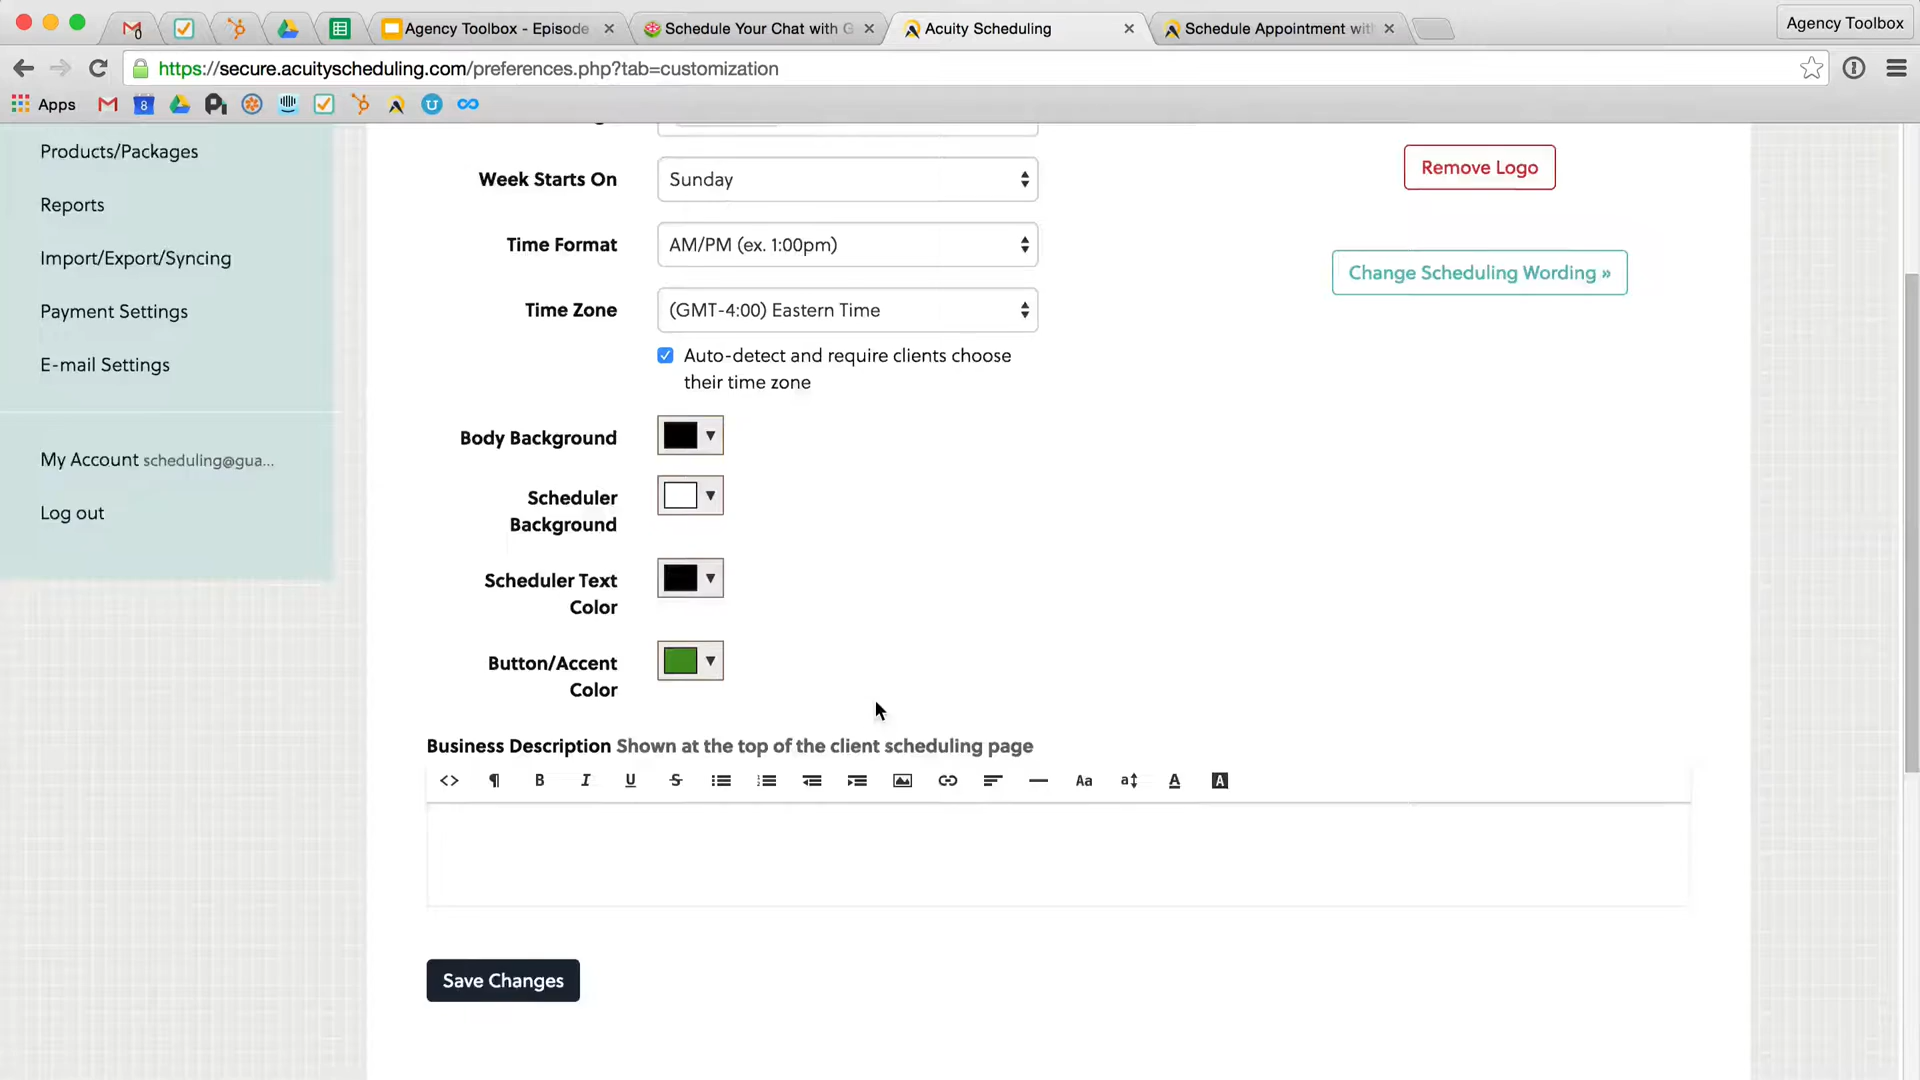 Agency Toolbox - Episode
Schedule Your Chat with G
Acuity Scheduling
Schedule Appointment wit
Agency Toolbox
https://secure.acuityscheduling.com/preferences.php?tab=customization
Apps
8
U
Products/Packages
Reports
Import/Export/Syncing
Payment Settings
E-mail Settings
My Account scheduling@gua...
Log out
Week Starts On
Sunday
Time Format
AM/PM (ex. 1:00pm)
Time Zone
(GMT-4:00) Eastern Time
Auto-detect and require clients choose
their time zone
Remove Logo
Change Scheduling Wording »
Body Background
Scheduler
Background
Scheduler Text
Color
Button/Accent
Color
Business Description Shown at the top of the client scheduling page
<> ¶ B I U S Aa A A
Save Changes